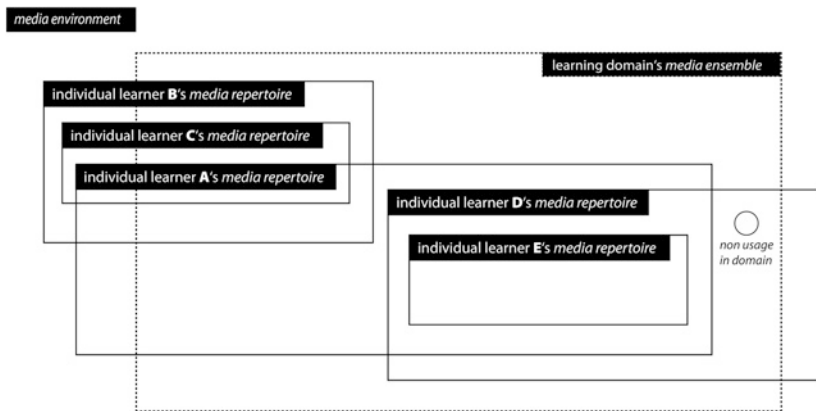 media environment
learning domain's media ensemble
individual learner B's media repertoire
individual learner C's media repertoire
individual learner A's media repertoire
individual learner D's media repertoire
non usage
in domain
individual learner E's media repertoire